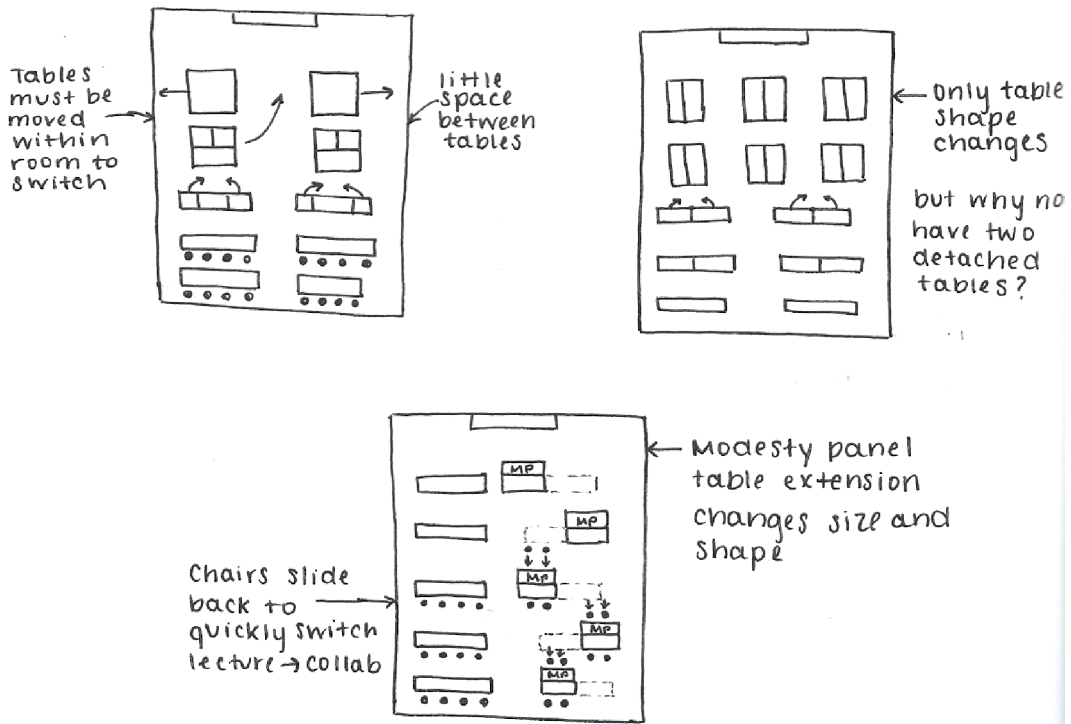 Tables
must be
moved
within
room to
switch
little
space
between
tables
only table
shape
changes
but why no
have two
detached
tables?
Modesty panel
table extension
changes size and
shape
MP
MP
MP
MP
MP
Chairs slide
back to
quickly switch
lecture → collab